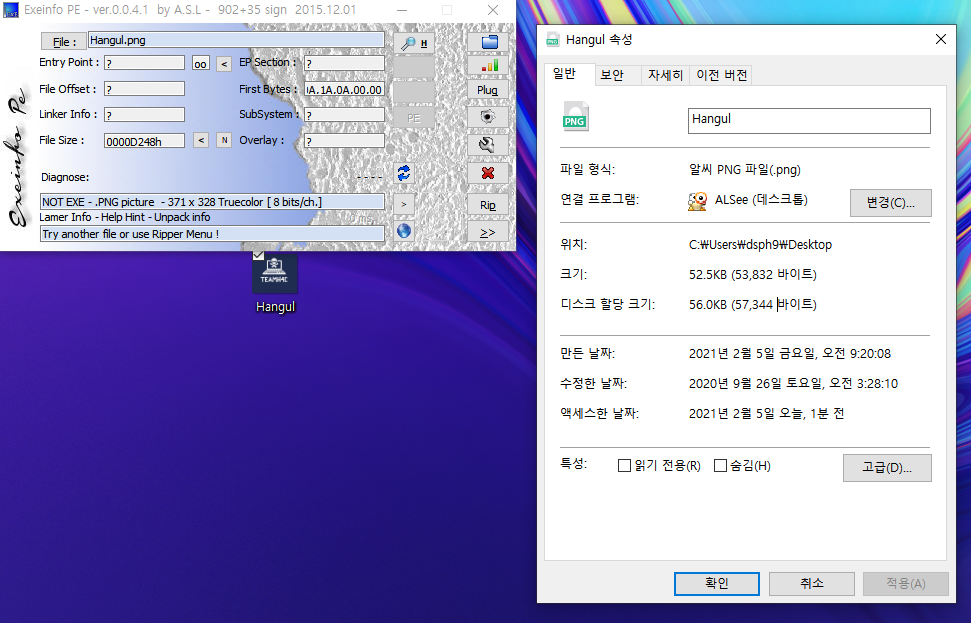 Exeinfo PE - ver.0.0.4.1 by A.S.L - 902+35 sign 2015.12.01
File : Hangul.png H
Entry Point : ? oo < EP Section : ?
File Offset : ? First Bytes : 0A.1A.0A.00.00 Plug
Linker Info : ? SubSystem : ? PE
File Size : 0000D248h < N Overlay : ?
Diagnose: ----
NOT EXE - .PNG picture - 371 x 328 Truecolor [ 8 bits/ch.] > Rip
Lamer Info - Help Hint - Unpack info 0 ms.
Try another file or use Ripper Menu ! >>
Exeinfo Pe
TEAMH4C
Hangul
Hangul 속성
일반 보안 자세히 이전 버전
PNG Hangul
파일 형식: 알씨 PNG 파일(.png)
연결 프로그램: ALSee (데스크톱) 변경(C)...
위치: C:₩Users₩dsph9₩Desktop
크기: 52.5KB (53,832 바이트)
디스크 할당 크기: 56.0KB (57,344 바이트)
만든 날짜: 2021년 2월 5일 금요일, 오전 9:20:08
수정한 날짜: 2020년 9월 26일 토요일, 오전 3:28:10
액세스한 날짜: 2021년 2월 5일 오늘, 1분 전
특성: 읽기 전용(R) 숨김(H) 고급(D)...
확인 취소 적용(A)